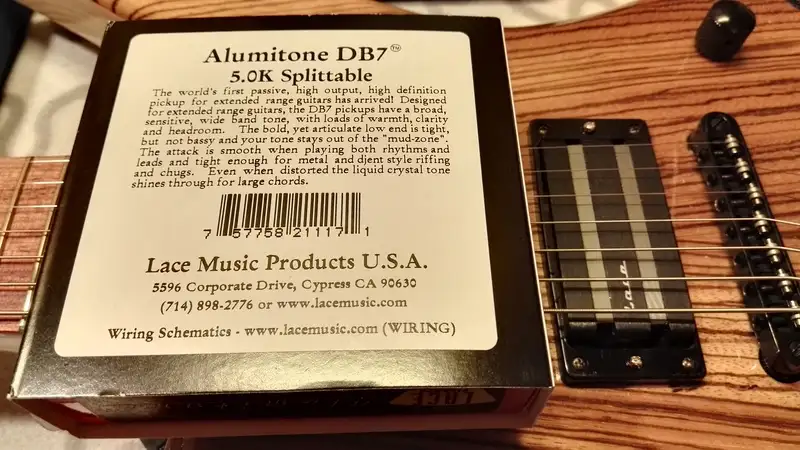 Alumitone DB7™
5.0K Splittable
The world's first passive, high output, high definition
pickup for extended range guitars has arrived! Designed
for extended range guitars, the DB7 pickups have a broad,
sensitive, wide band tone, with loads of warmth, clarity
and headroom. The bold, yet articulate low end is tight,
but not bassy and your tone stays out of the "mud-zone".
The attack is smooth when playing both rhythms and
leads and tight enough for metal and djent style riffing
and chugs. Even when distorted the liquid crystal tone
shines through for large chords.
7 57758 21117 1
Lace Music Products U.S.A.
5596 Corporate Drive, Cypress CA 90630
(714) 898-2776 or www.lacemusic.com
Wiring Schematics - www.lacemusic.com (WIRING)
LACE
Lace